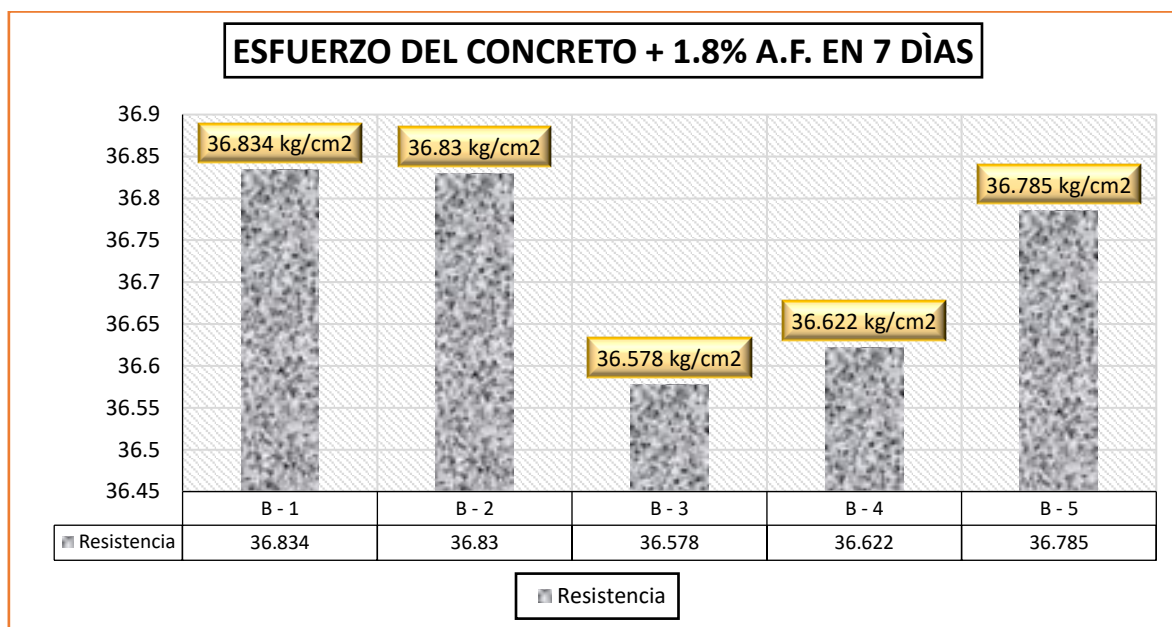 ESFUERZO DEL CONCRETO + 1.8% A.F. EN 7 DÌAS
36.9
36.85
36.8
36.75
36.7
36.65
36.6
36.55
36.5
36.45
36.834 kg/cm2
36.83 kg/cm2
36.578 kg/cm2
36.622 kg/cm2
36.785 kg/cm2
B - 1 B - 2 B - 3 B - 4 B - 5
Resistencia 36.834 36.83 36.578 36.622 36.785
Resistencia